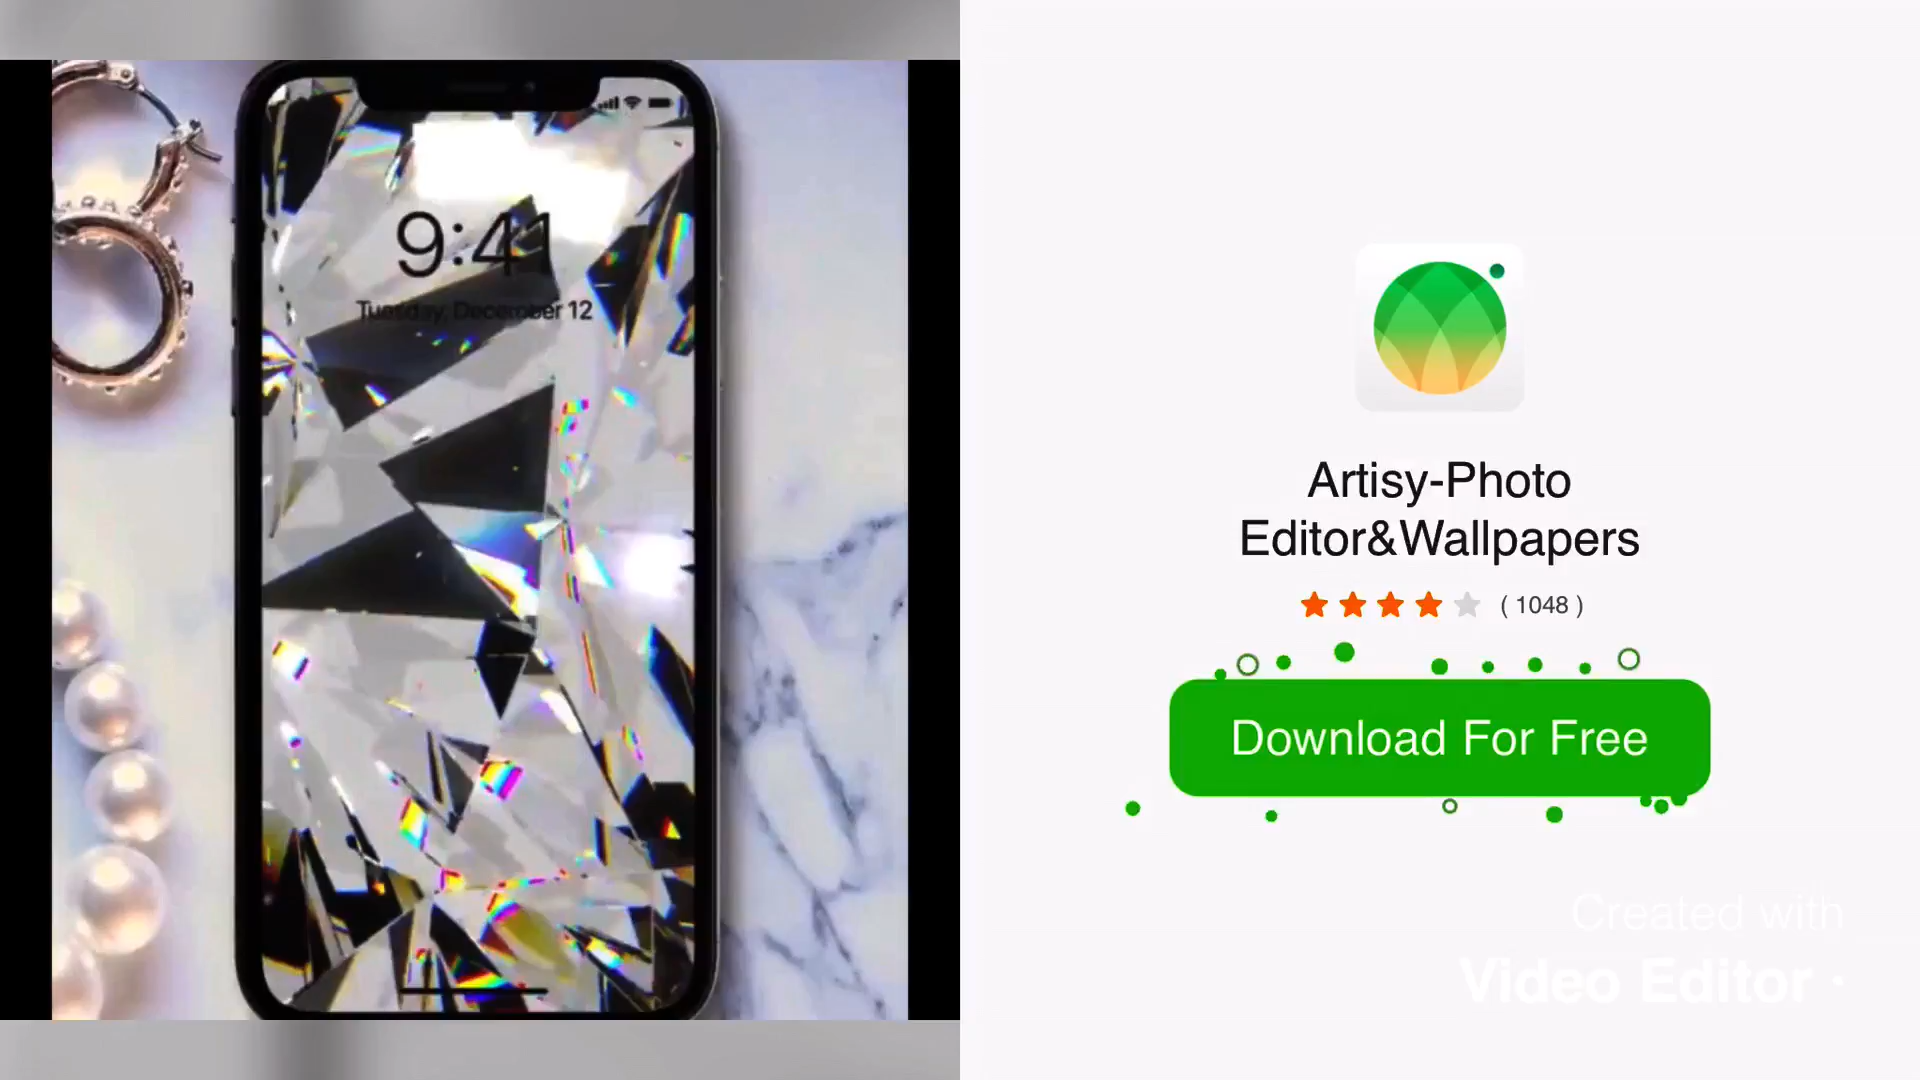 9:41
Tuesday, December 12
Artisy-Photo
Editor&Wallpapers
( 1048 )
Download For Free
Created with
Video Editor